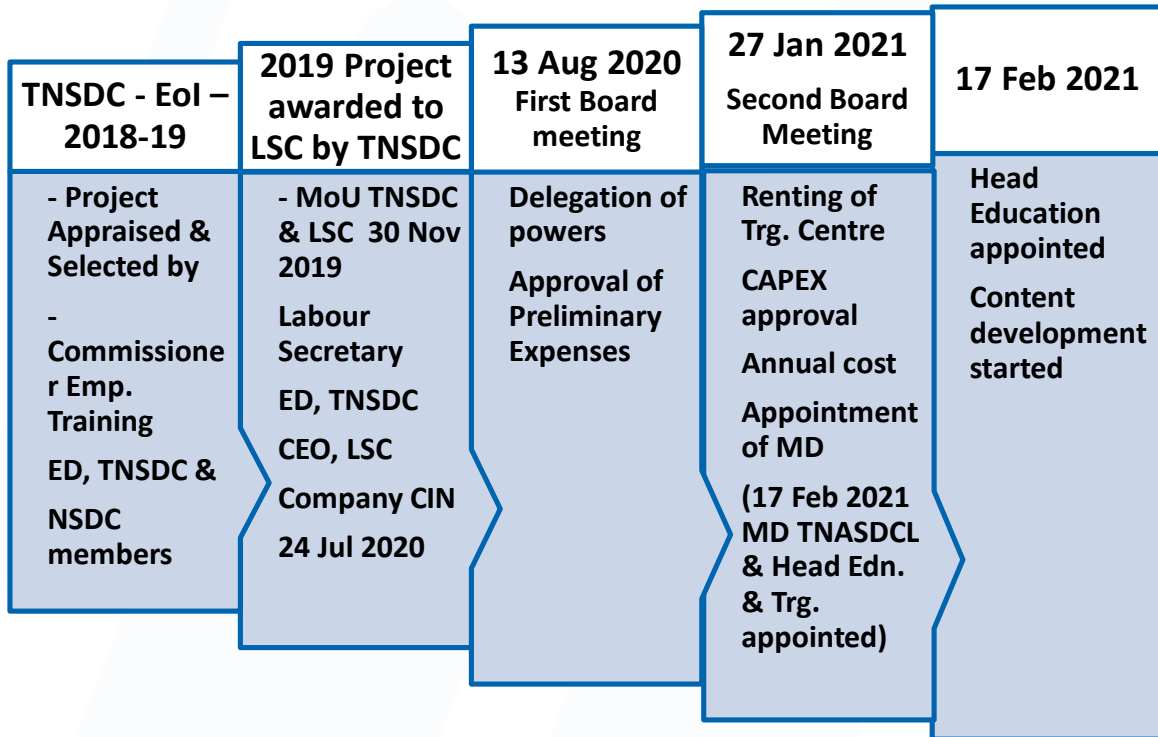 TNSDC - EoI –
2018-19
- Project
Appraised &
Selected by
-
Commissione
r Emp.
Training
ED, TNSDC &
NSDC
members
2019 Project
awarded to
LSC by TNSDC
- MoU TNSDC
& LSC 30 Nov
2019
Labour
Secretary
ED, TNSDC
CEO, LSC
Company CIN
24 Jul 2020
13 Aug 2020
First Board
meeting
Delegation of
powers
Approval of
Preliminary
Expenses
27 Jan 2021
Second Board
Meeting
Renting of
Trg. Centre
CAPEX
approval
Annual cost
Appointment
of MD
(17 Feb 2021
MD TNASDCL
& Head Edn.
& Trg.
appointed)
17 Feb 2021
Head
Education
appointed
Content
development
started